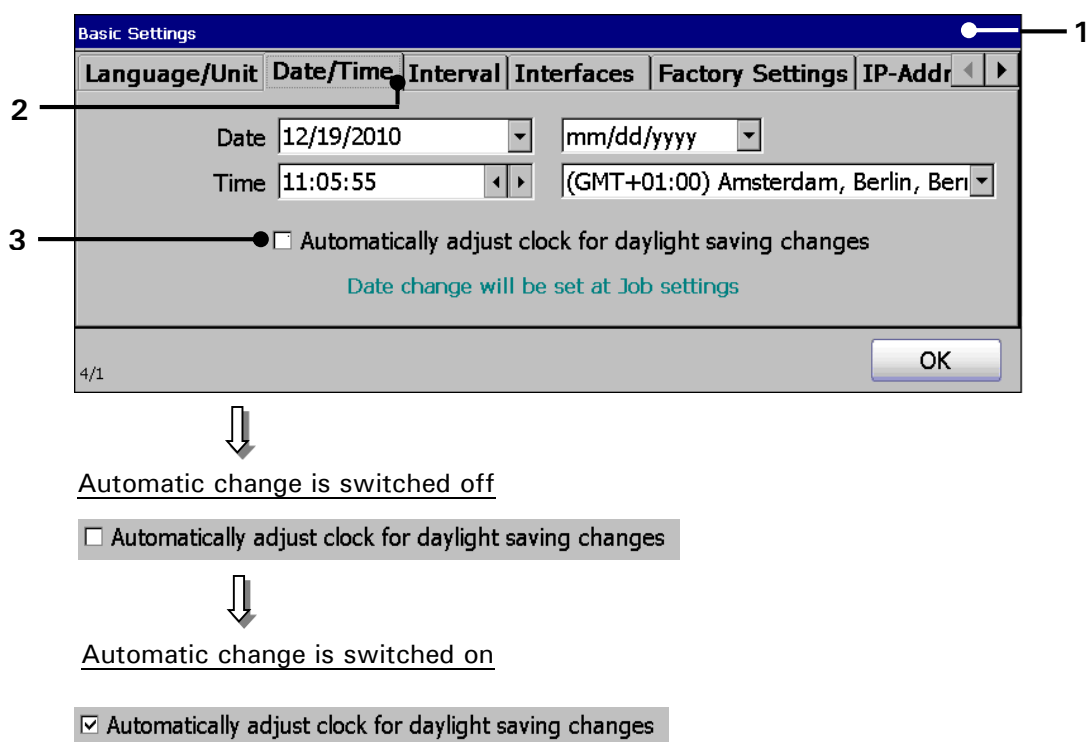 Basic Settings
1
Language/Unit Date/Time Interval Interfaces Factory Settings IP-Addr
2
Date 12/19/2010 mm/dd/yyyy
Time 11:05:55 (GMT+01:00) Amsterdam, Berlin, Bern
3
Automatically adjust clock for daylight saving changes
Date change will be set at Job settings
4/1
OK
Automatic change is switched off
Automatically adjust clock for daylight saving changes
Automatic change is switched on
Automatically adjust clock for daylight saving changes